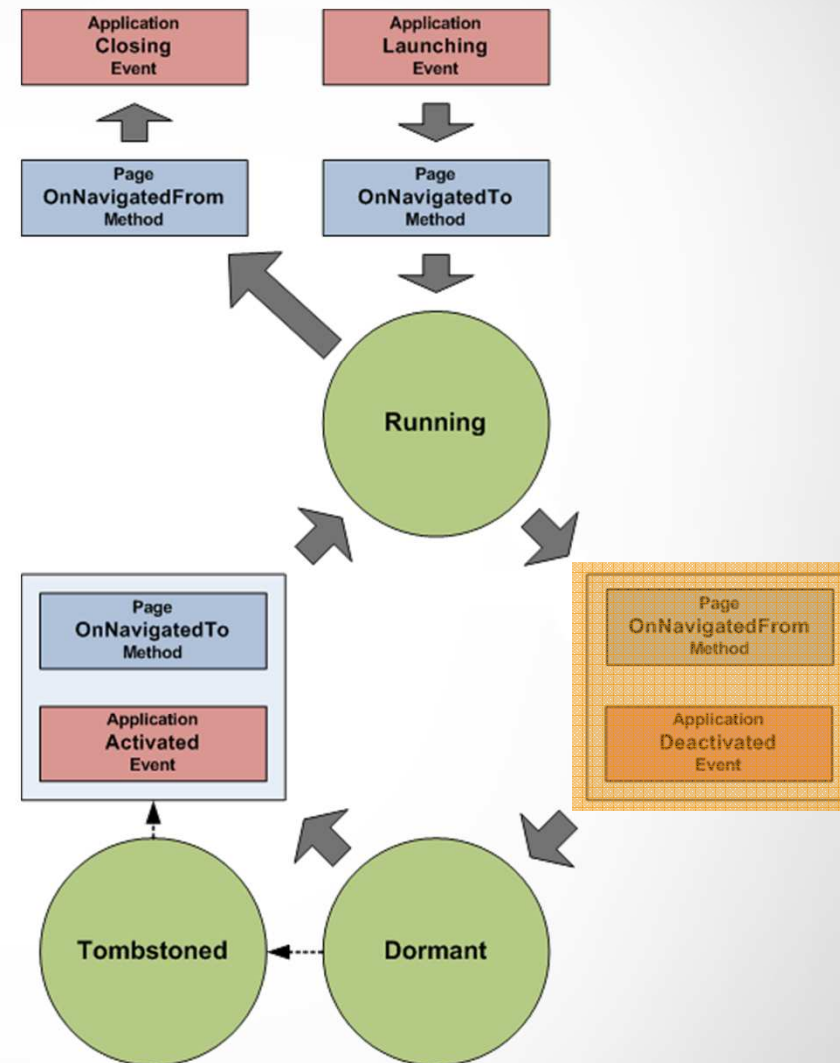 Application
Closing
Event
Application
Launching
Event
Page
OnNavigatedFrom
Method
Page
OnNavigatedTo
Method
Running
Page
OnNavigatedTo
Method
Page
OnNavigatedFrom
Method
Application
Activated
Event
Application
Deactivated
Event
Tombstoned
Dormant